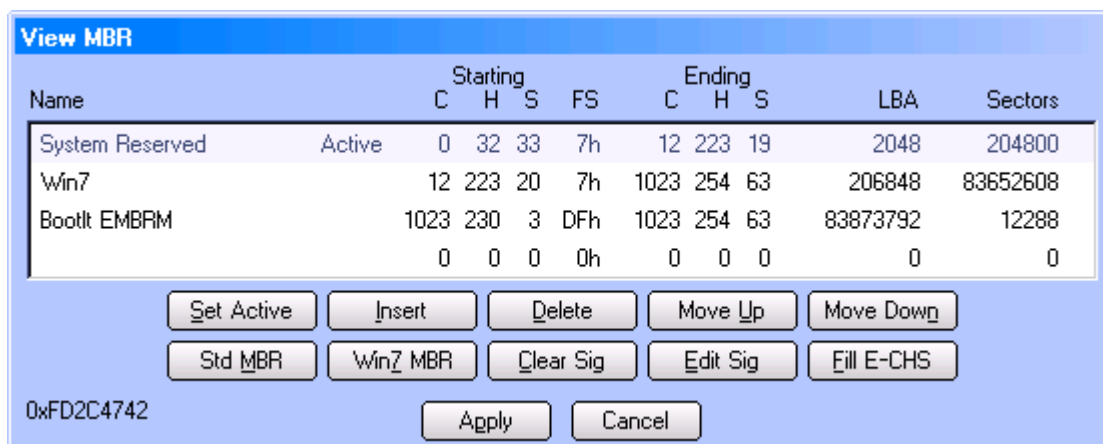 View MBR
Starting Ending
Name C H S FS C H S LBA Sectors
System Reserved Active 0 32 33 7h 12 223 19 2048 204800
Win7 12 223 20 7h 1023 254 63 206848 83652608
BootIt EMBRM 1023 230 3 DFh 1023 254 63 83873792 12288
0 0 0 0h 0 0 0 0 0
Set Active Insert Delete Move Up Move Down
Std MBR Win7 MBR Clear Sig Edit Sig Fill E-CHS
0xFD2C4742 Apply Cancel